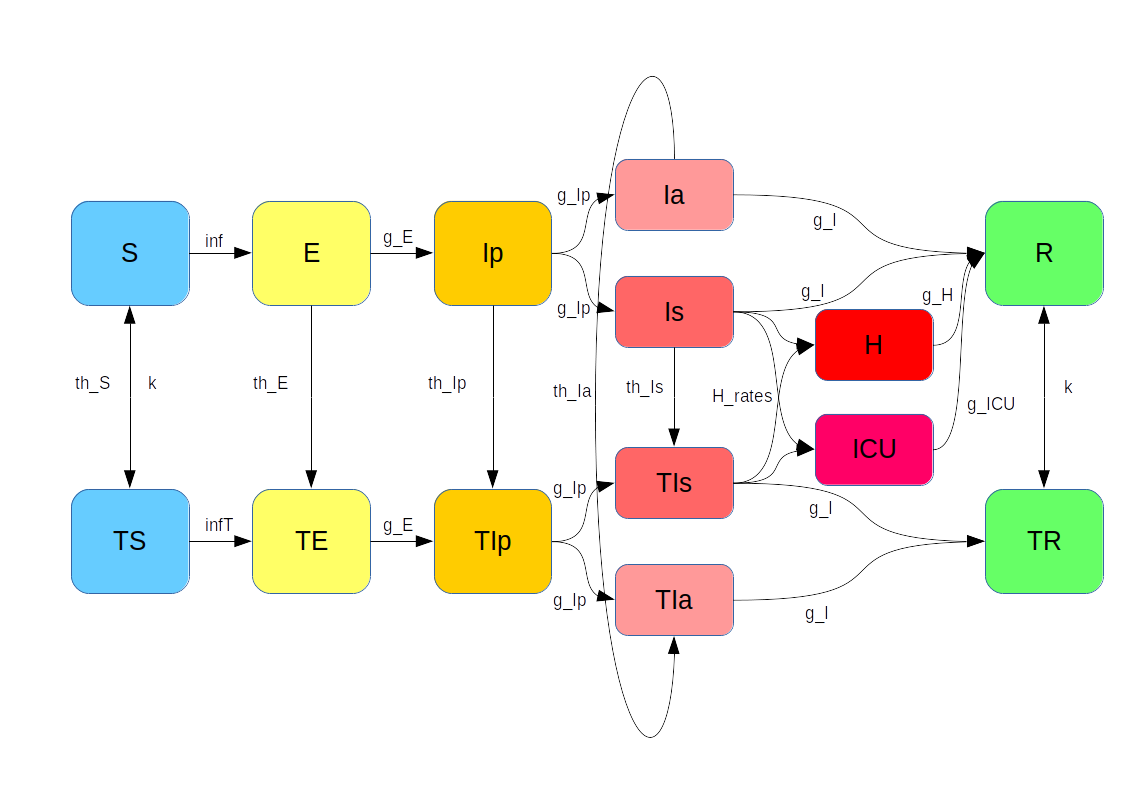 Ia
g_Ip
g_I
S
inf
E
g_E
Ip
R
g_I
g_H
g_Ip
Is
H
th_S
k
th_E
th_Ip
th_Ia
th_Is
H_rates
k
g_ICU
ICU
g_Ip
TIs
g_I
TS
infT
TE
g_E
TIp
TR
g_Ip
TIa
g_I